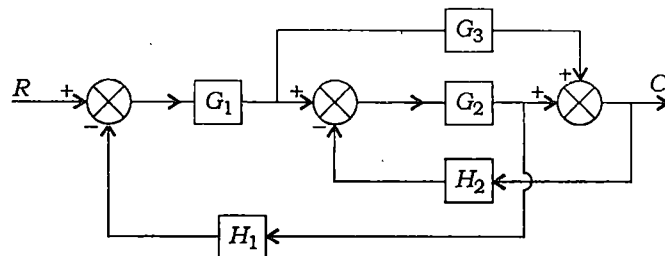 G₃
R + − G₁ + − G₂ + + C
H₂
H₁